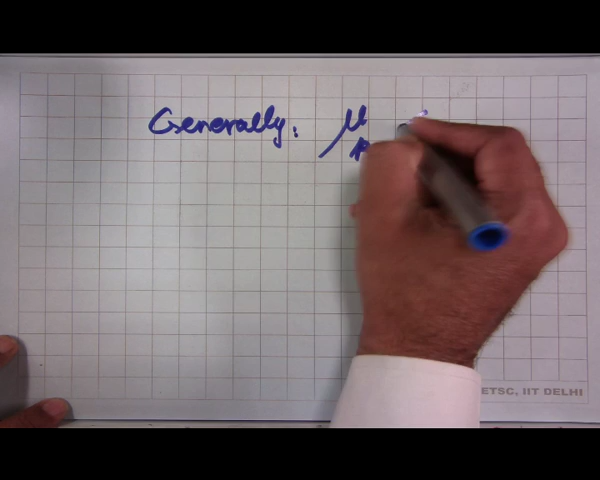 Generally, μ
ETSC, IIT DELHI